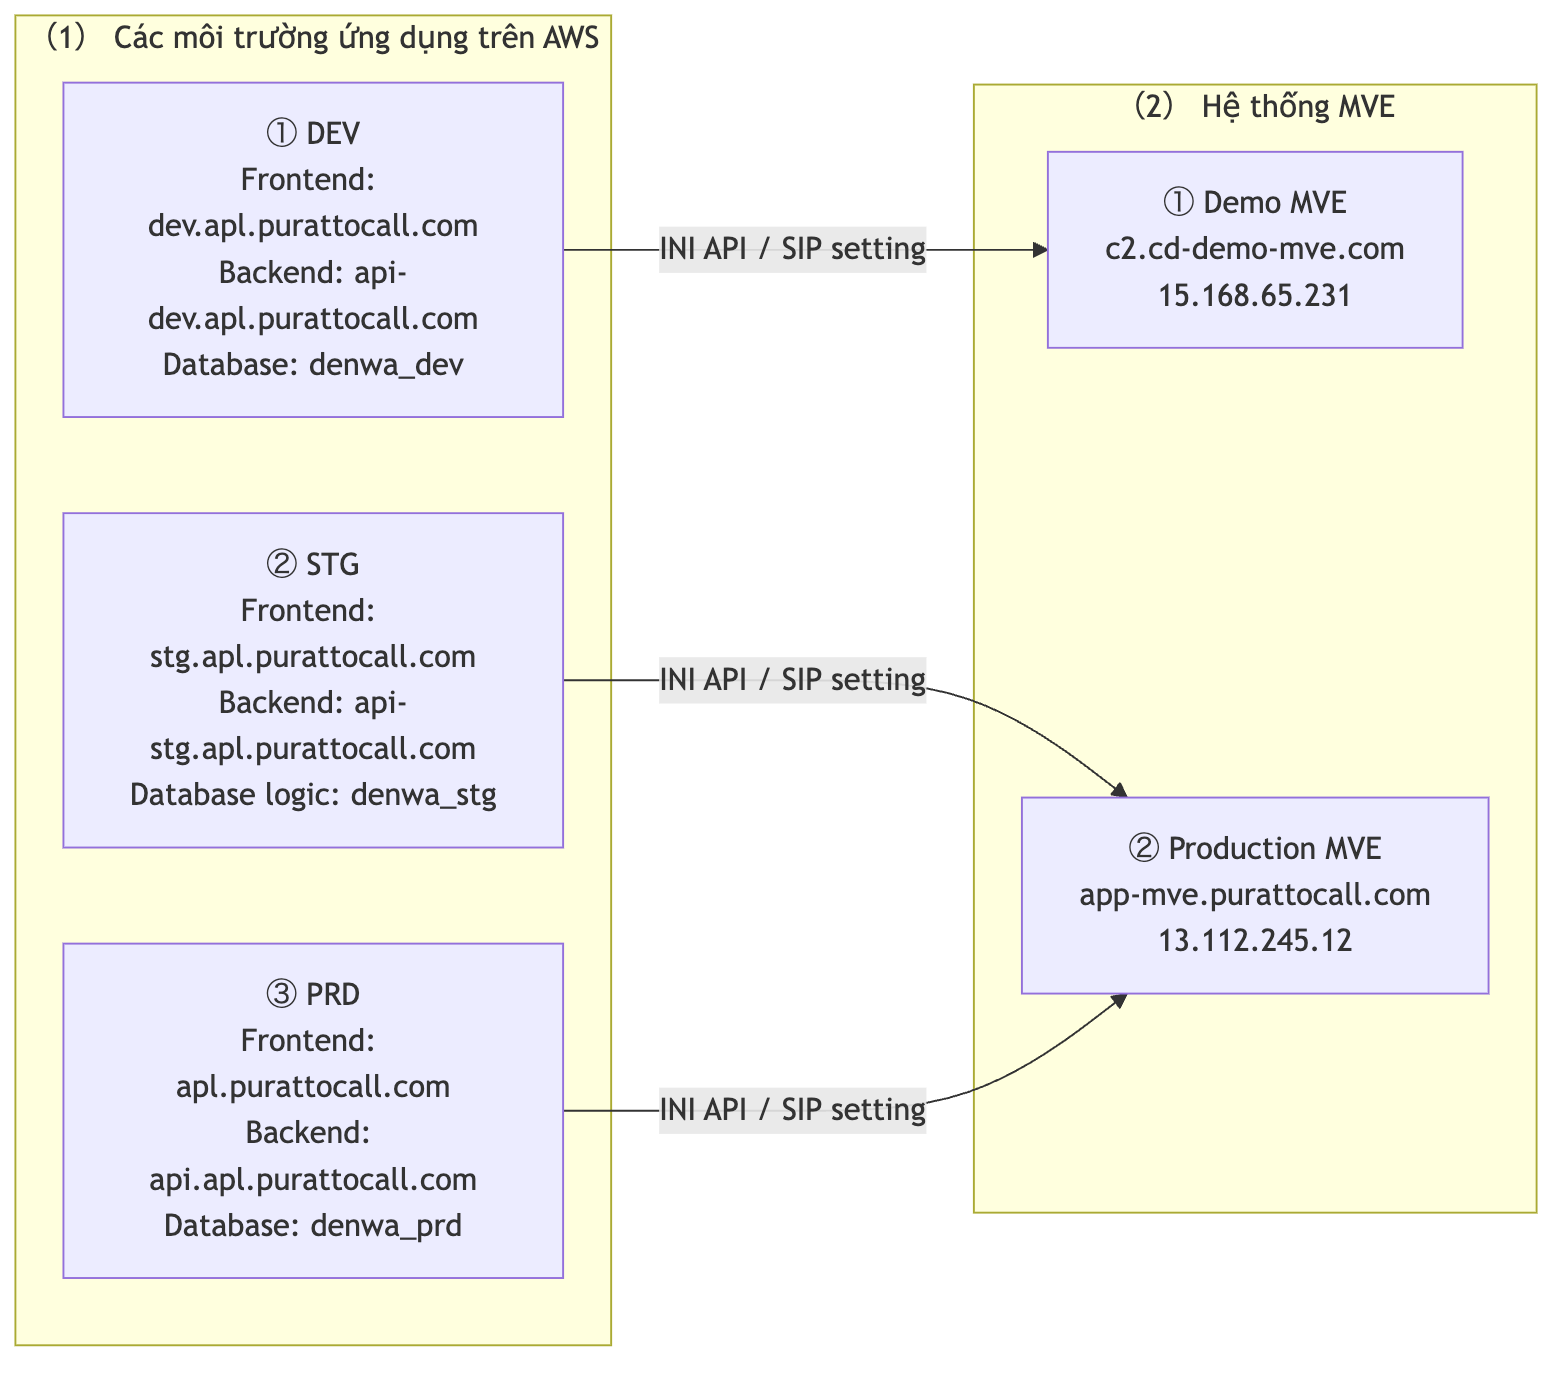 (1) Các môi trường ứng dụng trên AWS
① DEV
Frontend:
dev.apl.purattocall.com
Backend: api-
dev.apl.purattocall.com
Database: denwa_dev
INI API / SIP setting
② STG
Frontend:
stg.apl.purattocall.com
Backend: api-
stg.apl.purattocall.com
Database logic: denwa_stg
INI API / SIP setting
③ PRD
Frontend:
apl.purattocall.com
Backend:
api.apl.purattocall.com
Database: denwa_prd
INI API / SIP setting
(2) Hệ thống MVE
① Demo MVE
c2.cd-demo-mve.com
15.168.65.231
② Production MVE
app-mve.purattocall.com
13.112.245.12